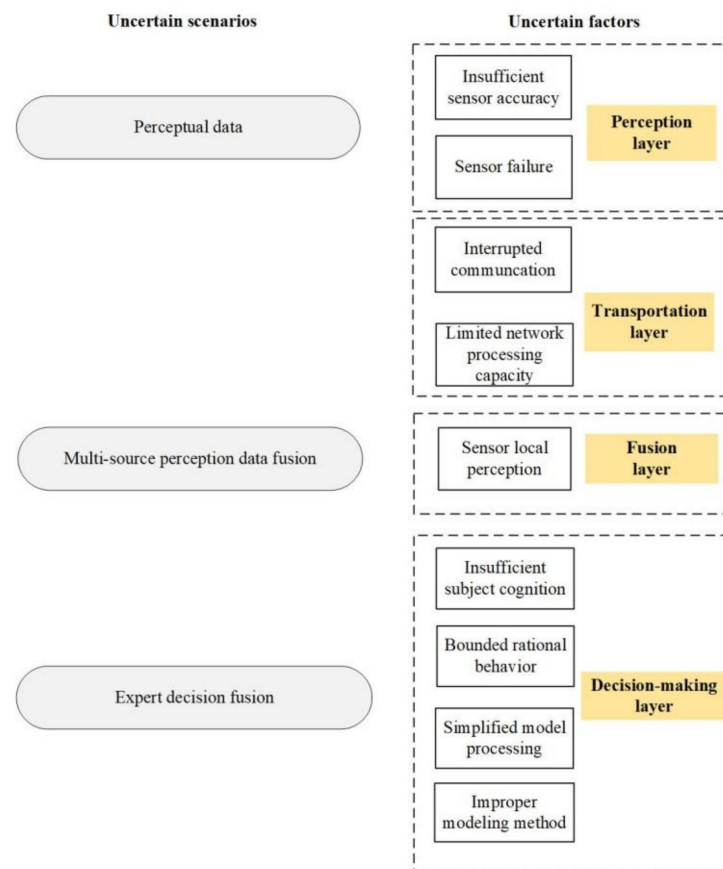 Uncertain scenarios
Uncertain factors
Perceptual data
Insufficient
sensor accuracy
Sensor failure
Perception
layer
Interrupted
communcation
Limited network
processing
capacity
Transportation
layer
Multi-source perception data fusion
Sensor local
perception
Fusion
layer
Expert decision fusion
Insufficient
subject cognition
Bounded rational
behavior
Simplified model
processing
Improper
modeling method
Decision-making
layer